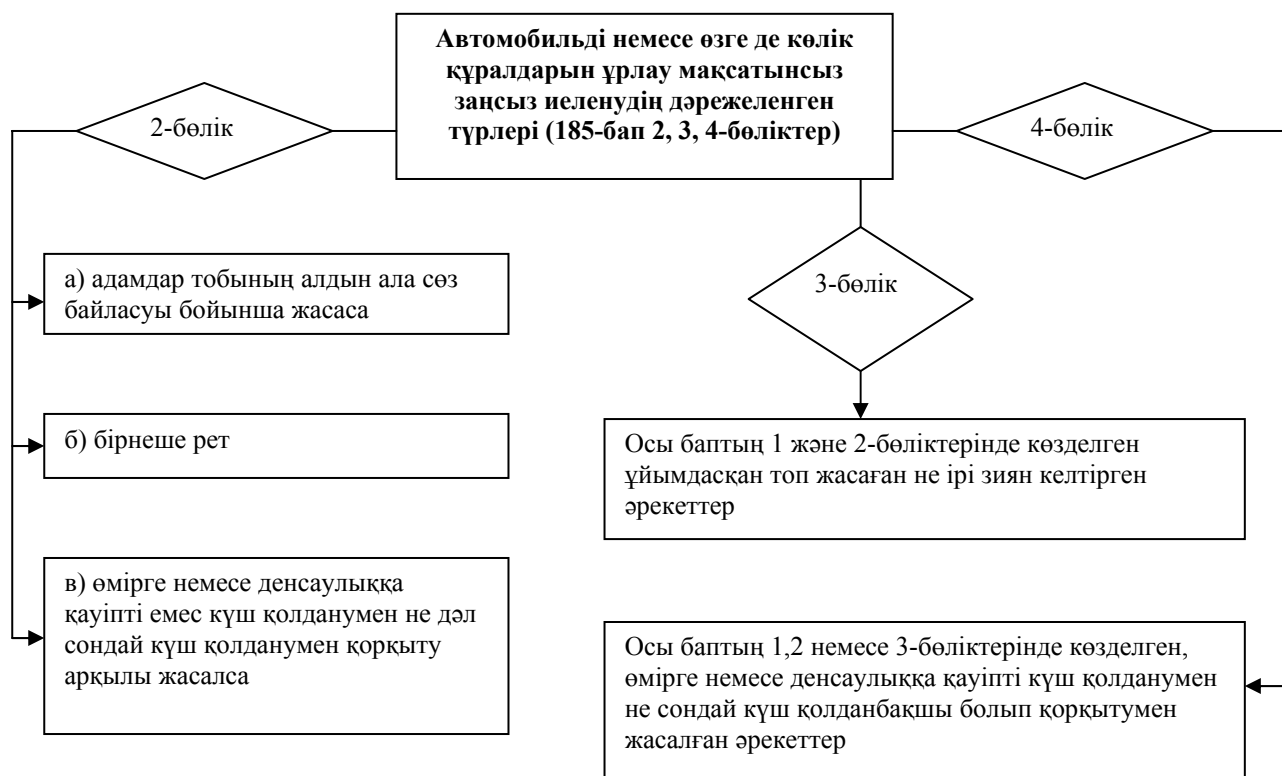 Автомобильді немесе өзге де көлік
құралдарын ұрлау мақсатынсыз
заңсыз иеленудің дәрежеленген
түрлері (185-бап 2, 3, 4-бөліктер)
2-бөлік
4-бөлік
3-бөлік
а) адамдар тобының алдын ала сөз
байласуы бойынша жасаса
б) бірнеше рет
в) өмірге немесе денсаулыққа
қауіпті емес күш қолданумен не дәл
сондай күш қолданумен қорқыту
арқылы жасалса
Осы баптың 1 және 2-бөліктерінде көзделген
ұйымдасқан топ жасаған не ірі зиян келтірген
әрекеттер
Осы баптың 1,2 немесе 3-бөліктерінде көзделген,
өмірге немесе денсаулыққа қауіпті күш қолданумен
не сондай күш қолданбақшы болып қорқытумен
жасалған әрекеттер